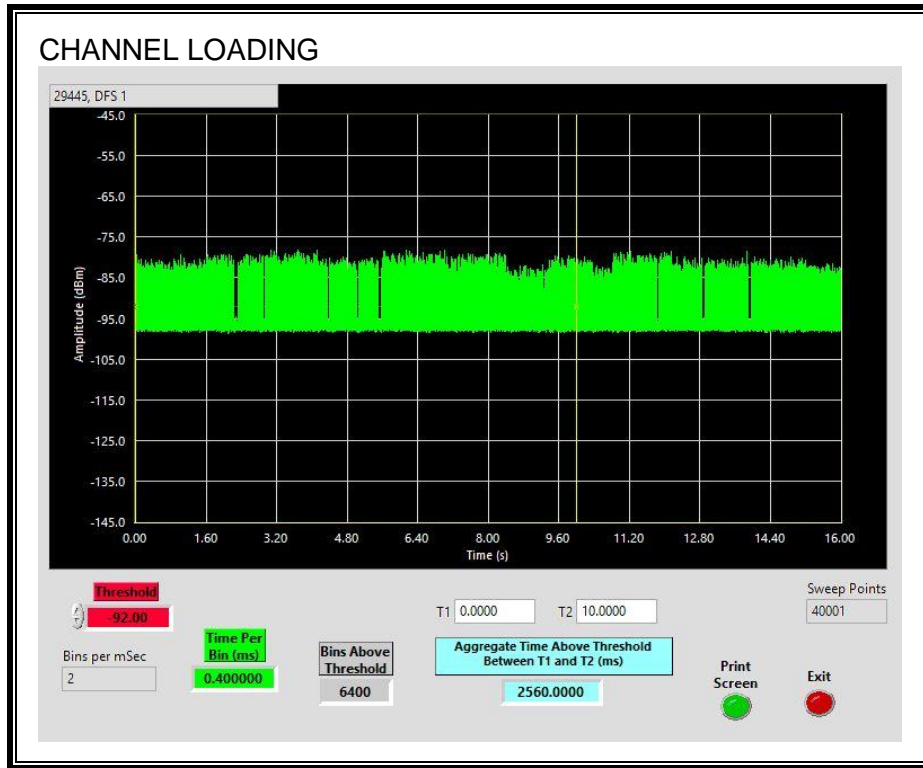 CHANNEL LOADING
29445, DFS 1
-45.0
-55.0
-65.0
-75.0
-85.0
-95.0
-105.0
-115.0
-125.0
-135.0
-145.0
Amplitude (dBm)
0.00 1.60 3.20 4.80 6.40 8.00 9.60 11.20 12.80 14.40 16.00
Time (s)
Threshold
-92.00
Bins per mSec
2
Time Per
Bin (ms)
0.400000
Bins Above
Threshold
6400
T1 0.0000 T2 10.0000
Aggregate Time Above Threshold
Between T1 and T2 (ms)
2560.0000
Sweep Points
40001
Print
Screen
Exit